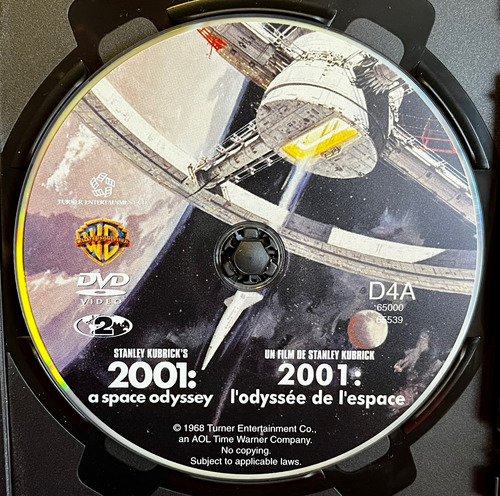 TURNER ENTERTAINMENT CO.
WB
DVD
VIDEO
2
D4A
65000
65539
STANLEY KUBRICK'S
2001:
a space odyssey
UN FILM DE STANLEY KUBRICK
2001:
l'odyssée de l'espace
© 1968 Turner Entertainment Co.,
an AOL Time Warner Company.
No copying.
Subject to applicable laws.